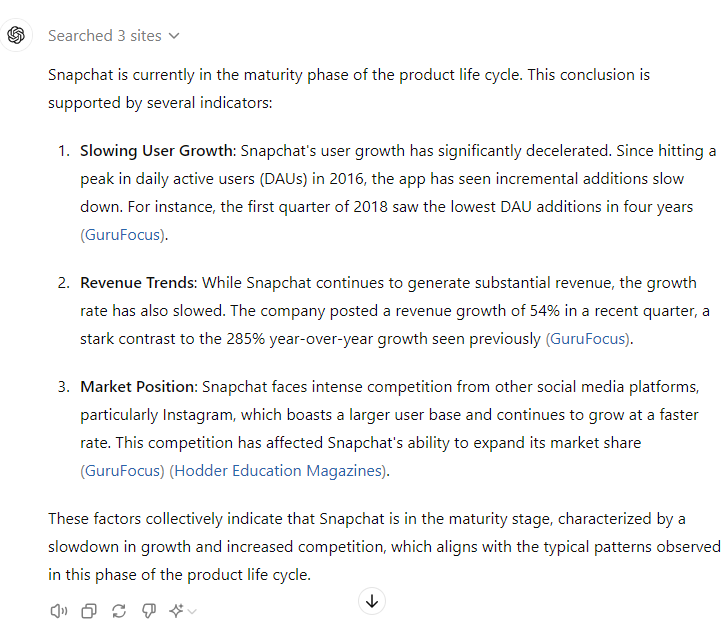 Searched 3 sites
Snapchat is currently in the maturity phase of the product life cycle. This conclusion is
supported by several indicators:
1. Slowing User Growth: Snapchat's user growth has significantly decelerated. Since hitting a
peak in daily active users (DAUs) in 2016, the app has seen incremental additions slow
down. For instance, the first quarter of 2018 saw the lowest DAU additions in four years
(GuruFocus).
2. Revenue Trends: While Snapchat continues to generate substantial revenue, the growth
rate has also slowed. The company posted a revenue growth of 54% in a recent quarter, a
stark contrast to the 285% year-over-year growth seen previously (GuruFocus).
3. Market Position: Snapchat faces intense competition from other social media platforms,
particularly Instagram, which boasts a larger user base and continues to grow at a faster
rate. This competition has affected Snapchat's ability to expand its market share
(GuruFocus) (Hodder Education Magazines).
These factors collectively indicate that Snapchat is in the maturity stage, characterized by a
slowdown in growth and increased competition, which aligns with the typical patterns observed
in this phase of the product life cycle.